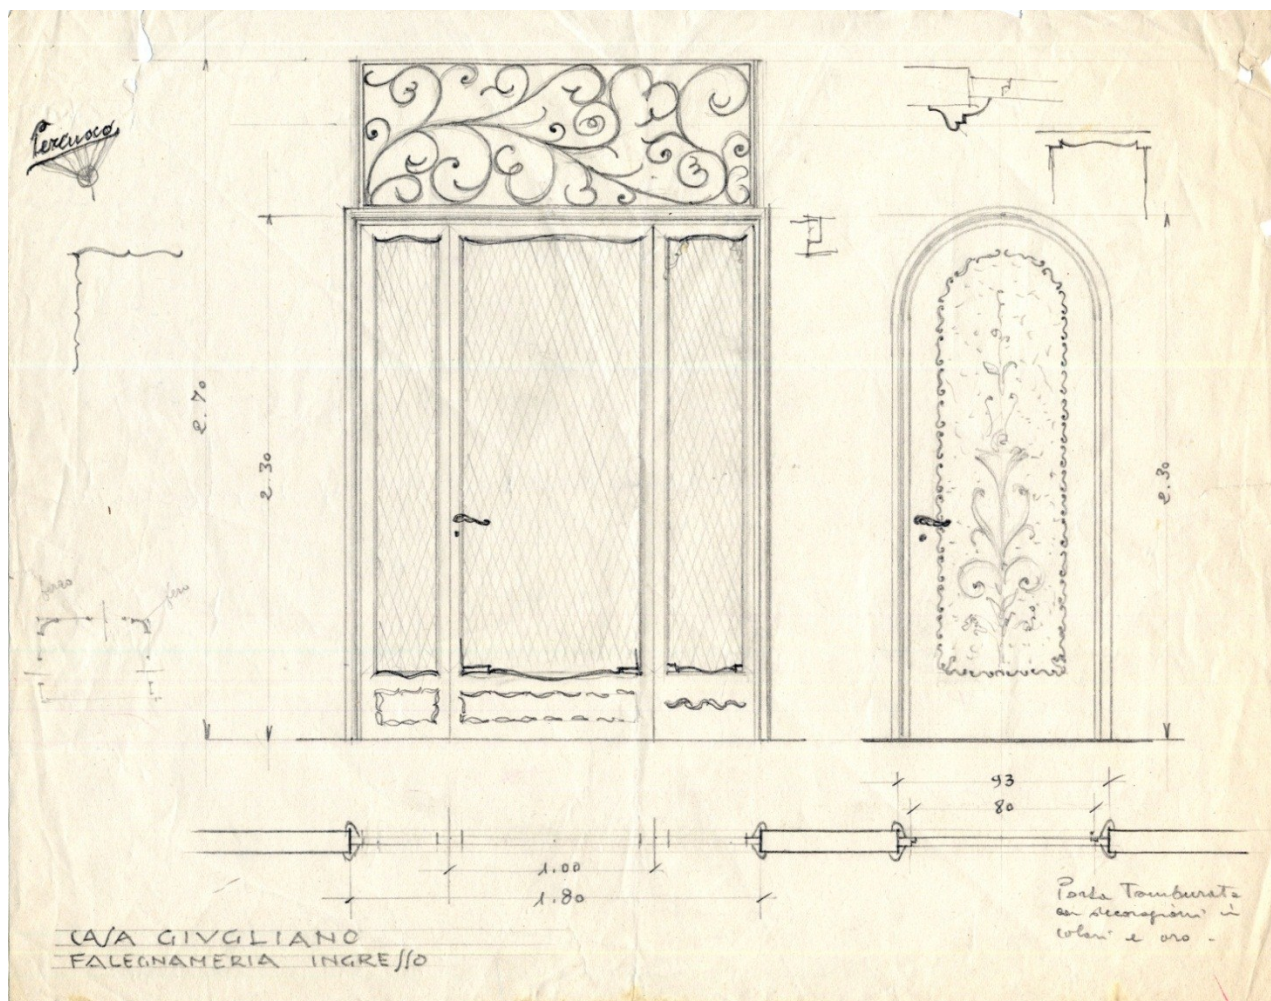 2.70
2.30
2.30
93
80
1.00
1.80
Porta Tamburata
con decorazioni in
colori e oro -
CASA GIUGLIANO
FALEGNAMERIA INGRESSO